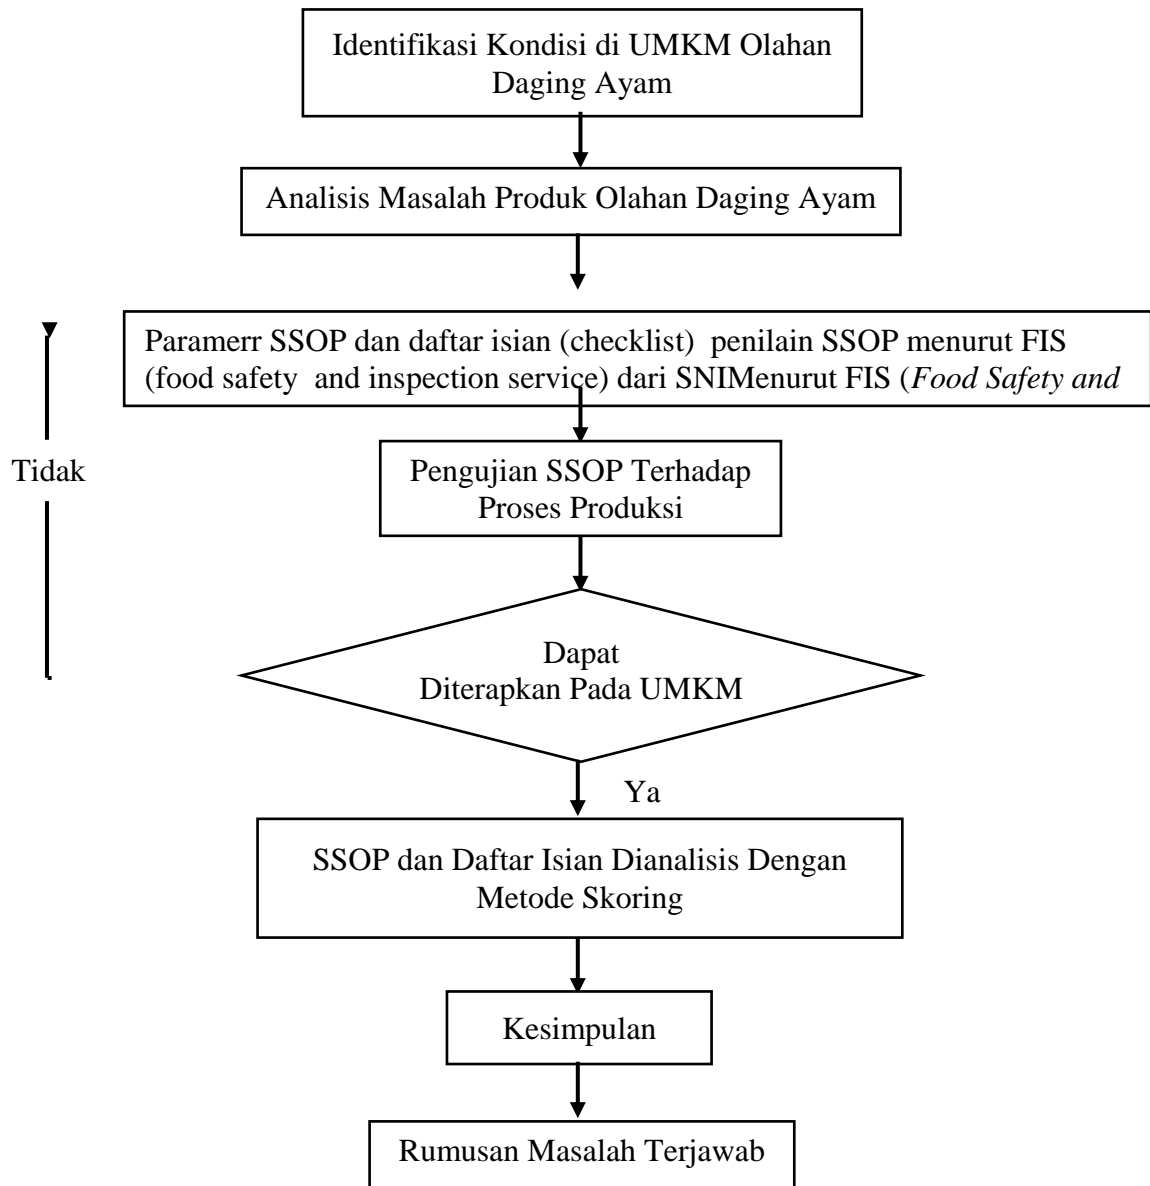 Identifikasi Kondisi di UMKM Olahan
Daging Ayam
Analisis Masalah Produk Olahan Daging Ayam
Paramerr SSOP dan daftar isian (checklist) penilain SSOP menurut FIS
(food safety and inspection service) dari SNIMenurut FIS (Food Safety and
Tidak
Pengujian SSOP Terhadap
Proses Produksi
Dapat
Diterapkan Pada UMKM
Ya
SSOP dan Daftar Isian Dianalisis Dengan
Metode Skoring
Kesimpulan
Rumusan Masalah Terjawab